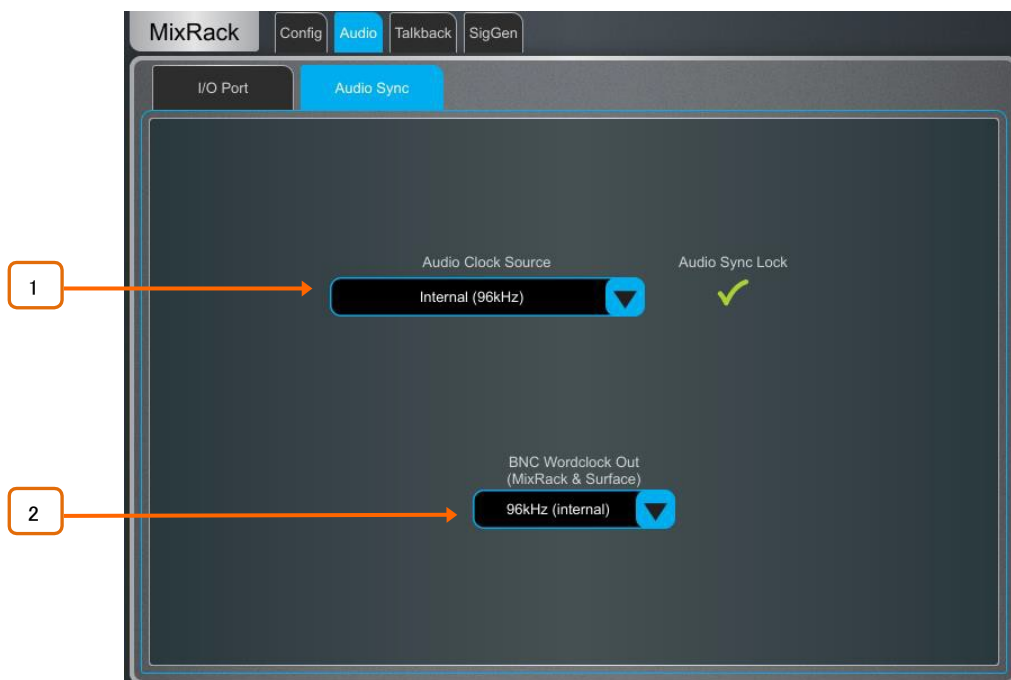 MixRack
Config
Audio
Talkback
SigGen
I/O Port
Audio Sync
Audio Clock Source
Audio Sync Lock
1
Internal (96kHz)
BNC Wordclock Out
(MixRack & Surface)
2
96kHz (internal)